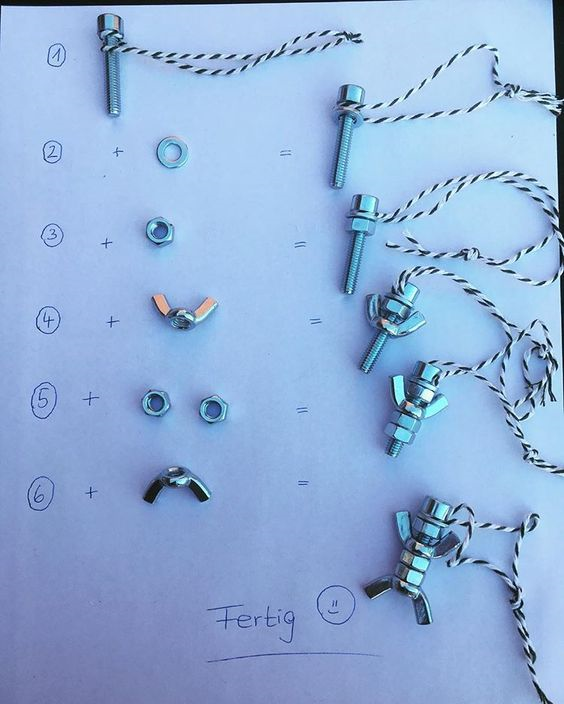 1
2 + =
3 + =
4 + =
5 + =
6 + =
Fertig